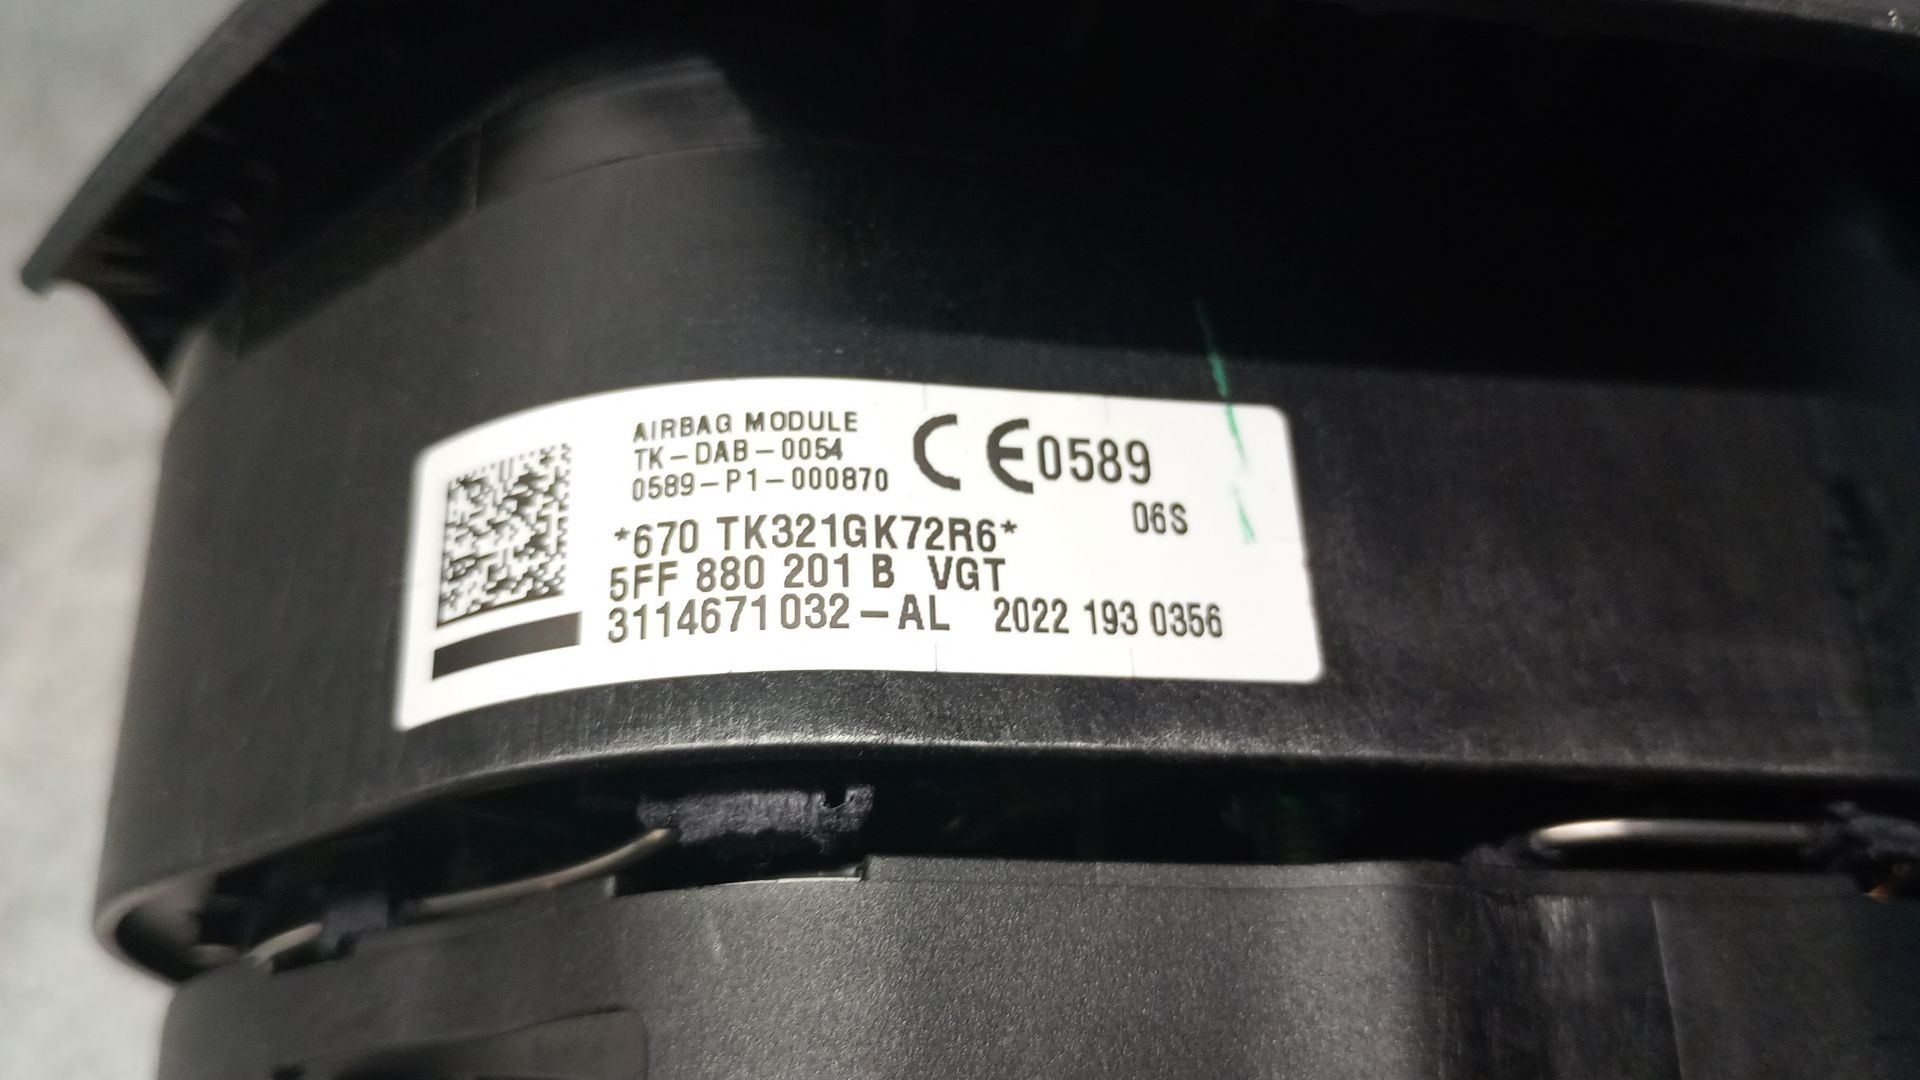 AIRBAG MODULE
TK-DAB-0054
0589-P1-000870
CE0589
06S
*670 TK321GK72R6*
5FF 880 201 B VGT
3114671032-AL 2022 193 0356